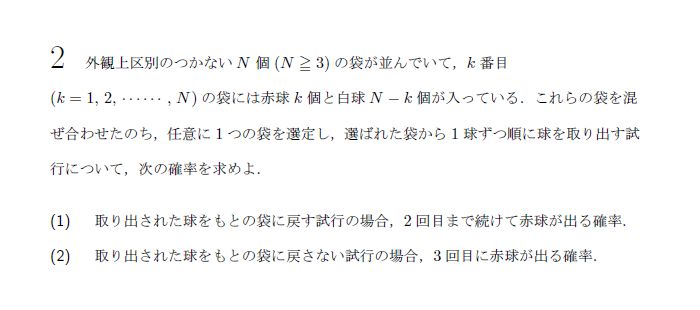 2 外観上区別のつかない N 個 (N ≧ 3) の袋が並んでいて，k 番目
(k = 1, 2, ⋯⋯ , N) の袋には赤球 k 個と白球 N − k 個が入っている．これらの袋を混
ぜ合わせたのち，任意に 1 つの袋を選定し，選ばれた袋から 1 球ずつ順に球を取り出す試
行について，次の確率を求めよ．
(1) 取り出された球をもとの袋に戻す試行の場合，2 回目まで続けて赤球が出る確率．
(2) 取り出された球をもとの袋に戻さない試行の場合，3 回目に赤球が出る確率．